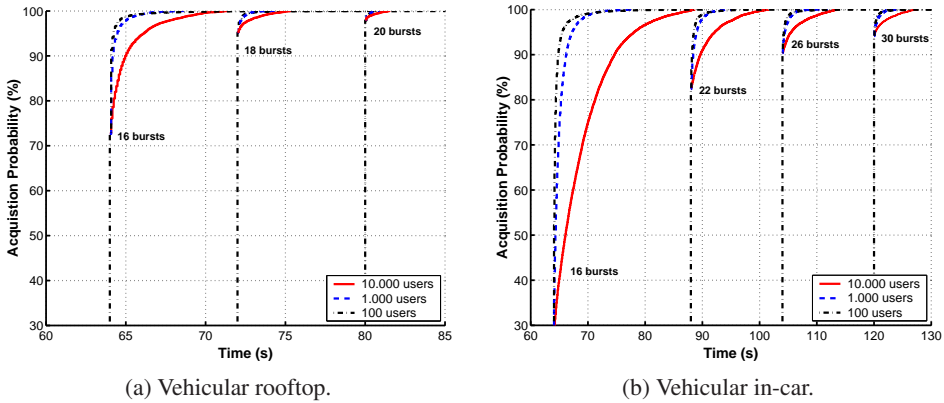 100
90
80
70
60
50
40
30
Acquisition Probability (%)
16 bursts
18 bursts
20 bursts
10.000 users
1.000 users
100 users
60
65
70
75
80
85
Time (s)
(a) Vehicular rooftop.
100
90
80
70
60
50
40
30
Acquisition Probability (%)
16 bursts
22 bursts
26 bursts
30 bursts
10.000 users
1.000 users
100 users
60
70
80
90
100
110
120
130
Time (s)
(b) Vehicular in-car.